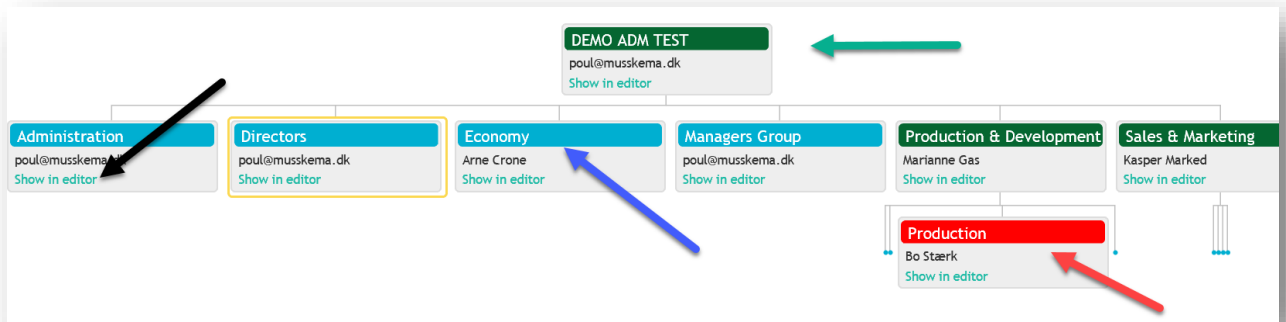 DEMO ADM TEST
poul@musskema.dk
Show in editor
Administration
poul@musskema.dk
Show in editor
Directors
poul@musskema.dk
Show in editor
Economy
Arne Crone
Show in editor
Managers Group
poul@musskema.dk
Show in editor
Production & Development
Marianne Gas
Show in editor
Sales & Marketing
Kasper Marked
Show in editor
Production
Bo Stærk
Show in editor